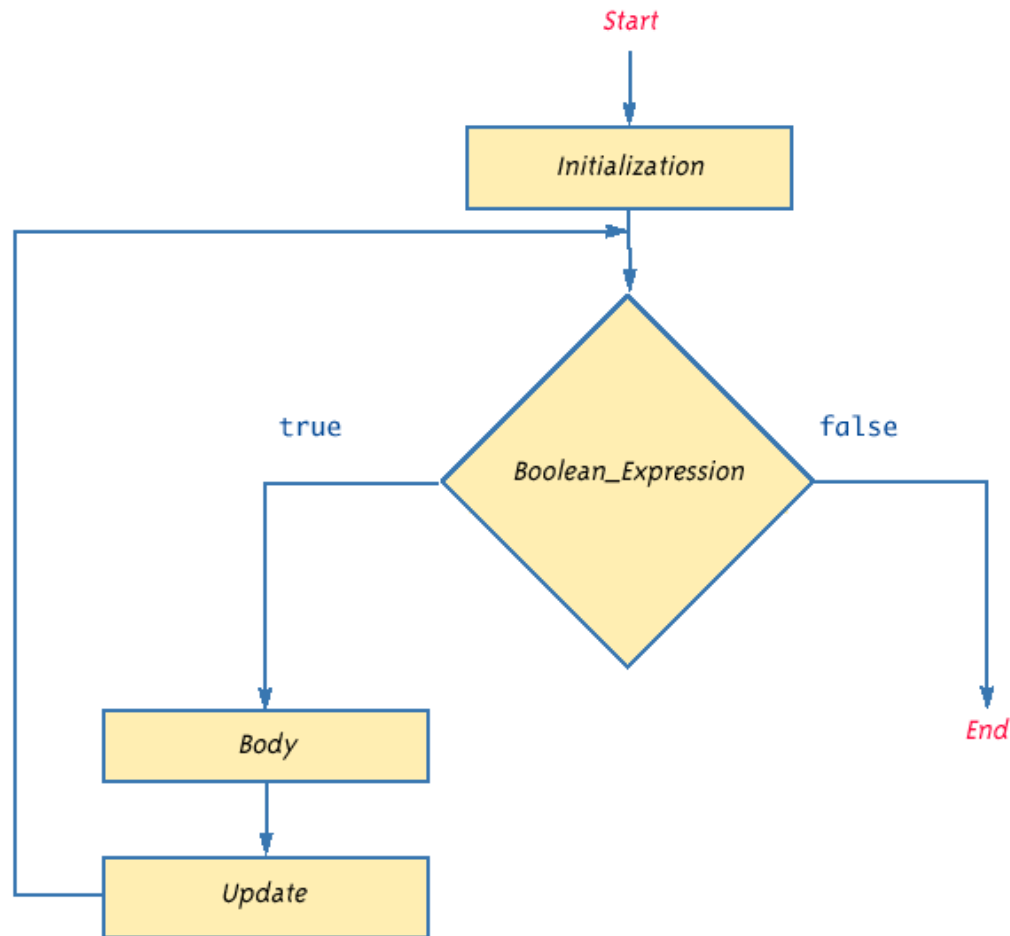 Start
Initialization
true
false
Boolean_Expression
Body
End
Update